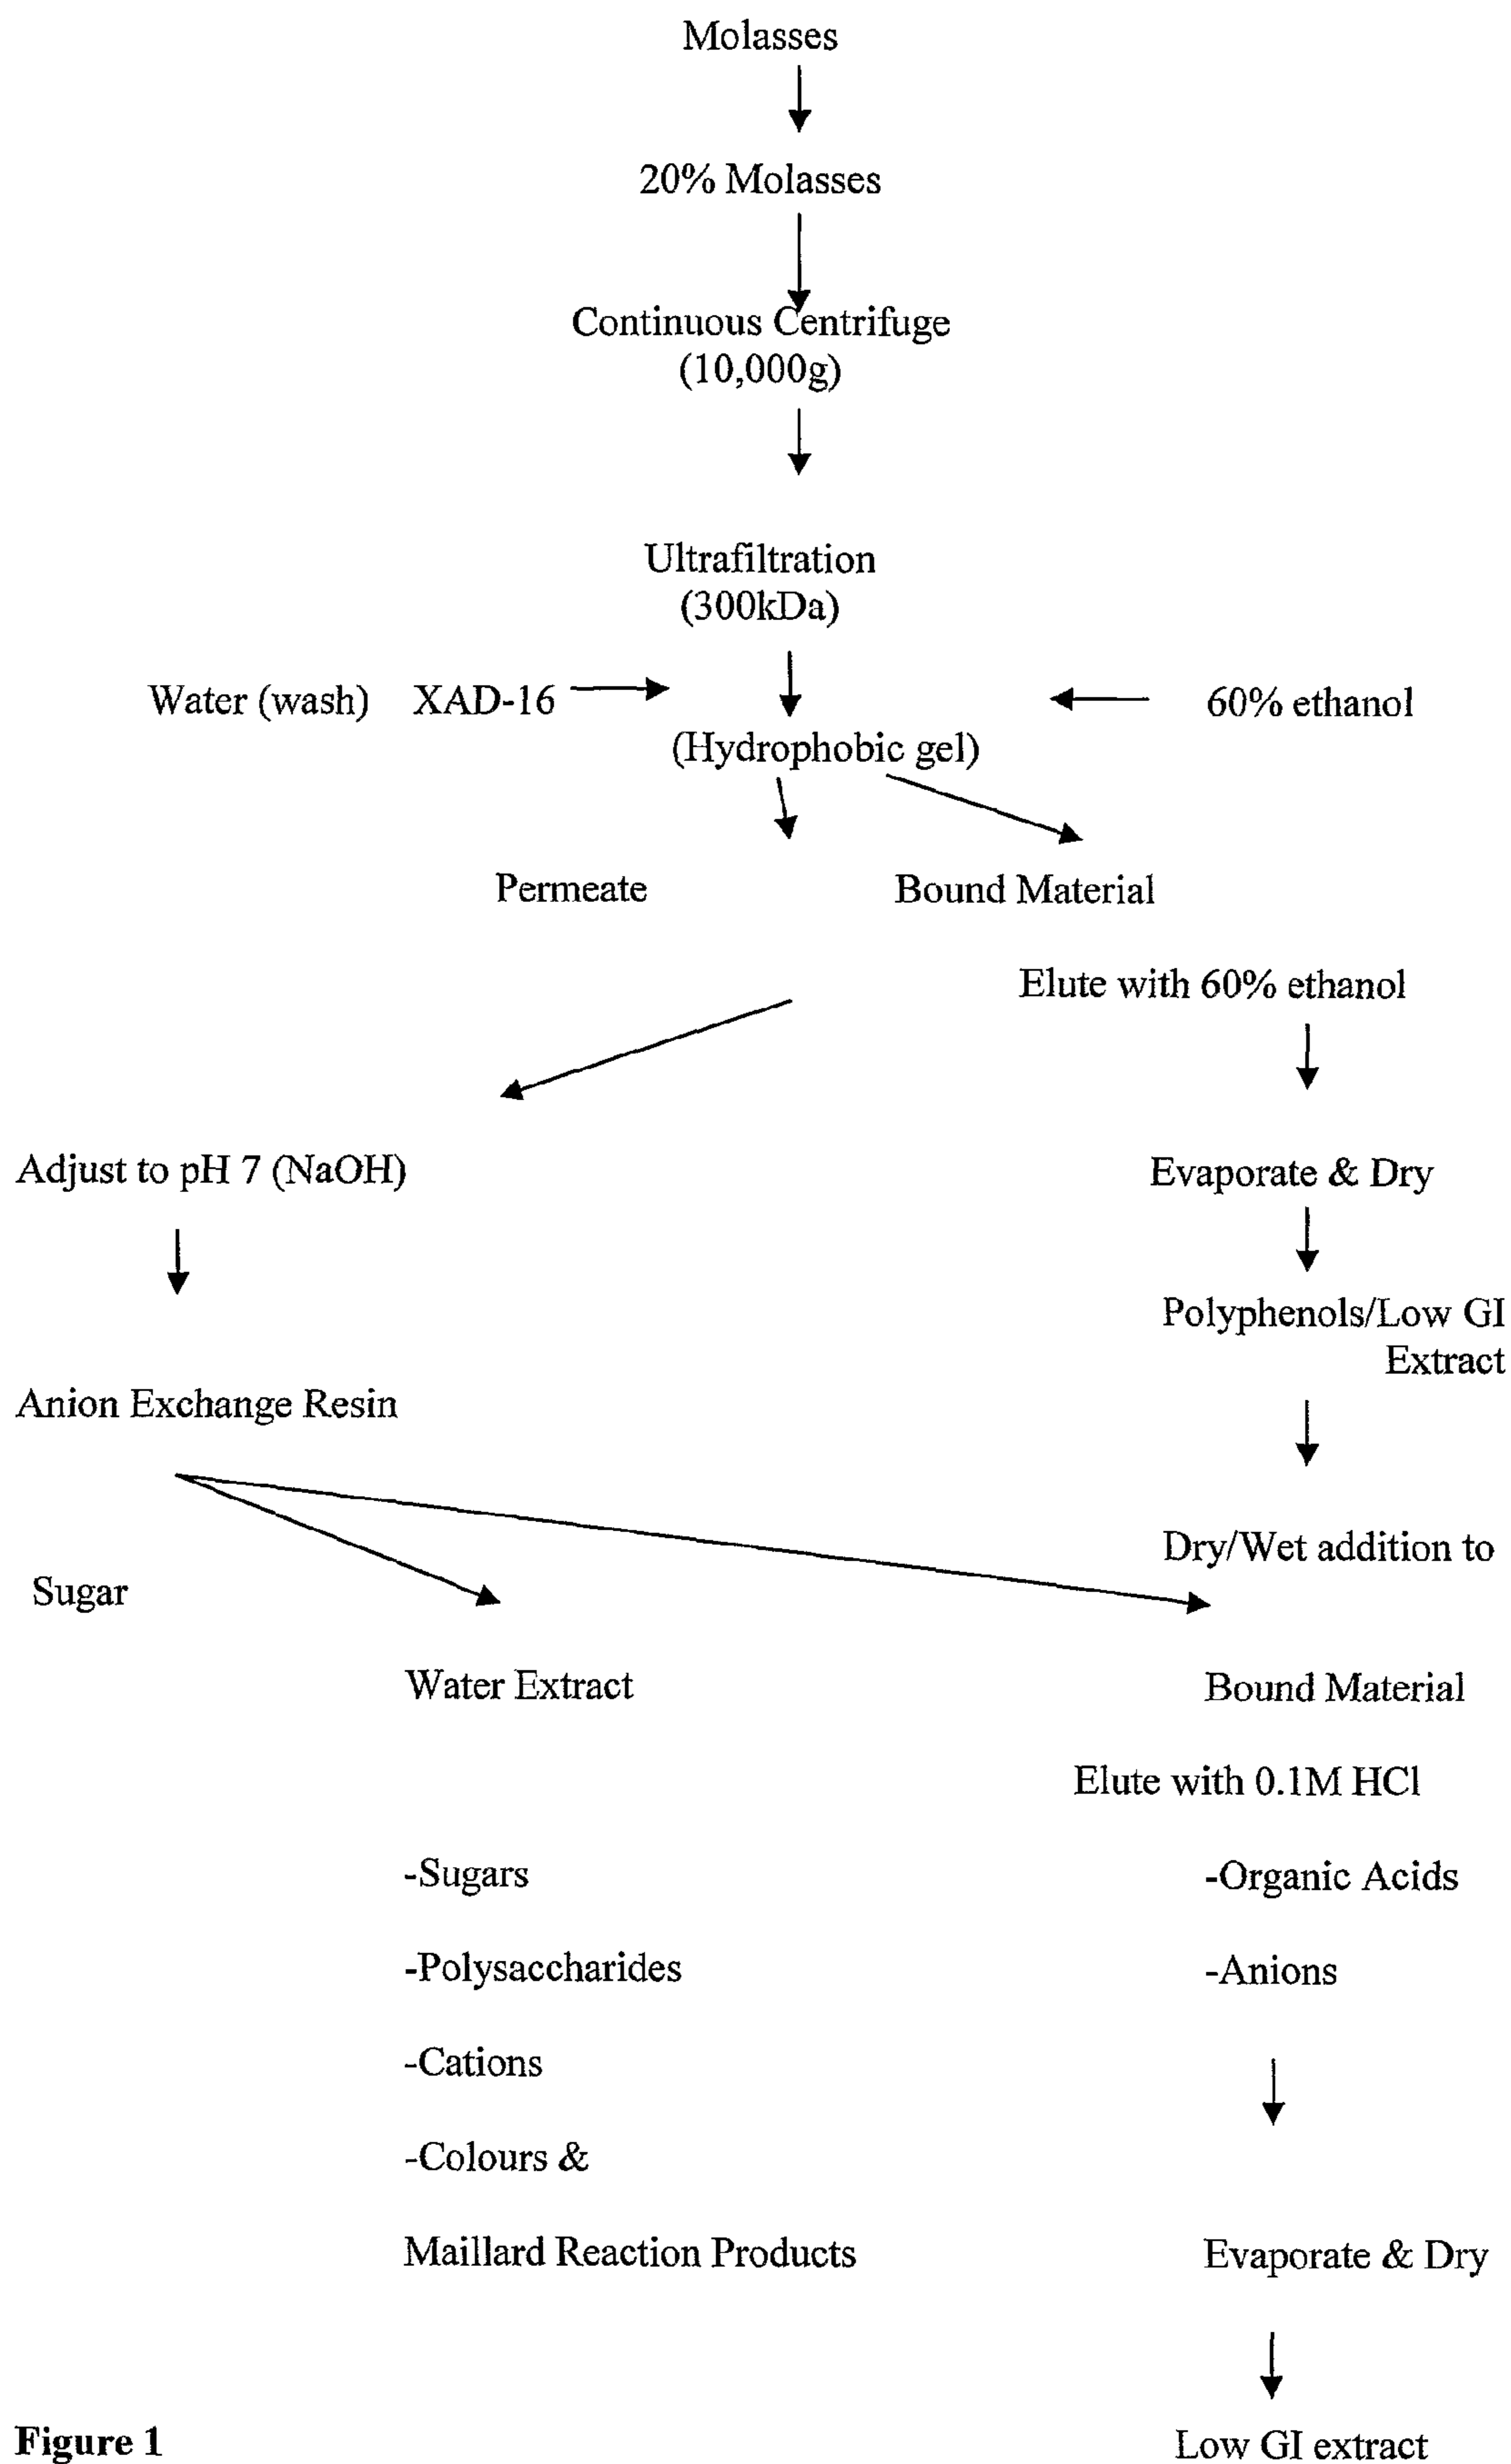 Molasses
20% Molasses
Continuous Centrifuge
(10,000g)
Ultrafiltration
(300kDa)
Water (wash) XAD-16
60% ethanol
(Hydrophobic gel)
Permeate
Bound Material
Elute with 60% ethanol
Adjust to pH 7 (NaOH)
Evaporate & Dry
Polyphenols/Low GI
Extract
Anion Exchange Resin
Dry/Wet addition to
Sugar
Water Extract
Bound Material
Elute with 0.1M HCl
-Sugars
-Organic Acids
-Polysaccharides
-Anions
-Cations
-Colours &
Maillard Reaction Products
Evaporate & Dry
Figure 1
Low GI extract